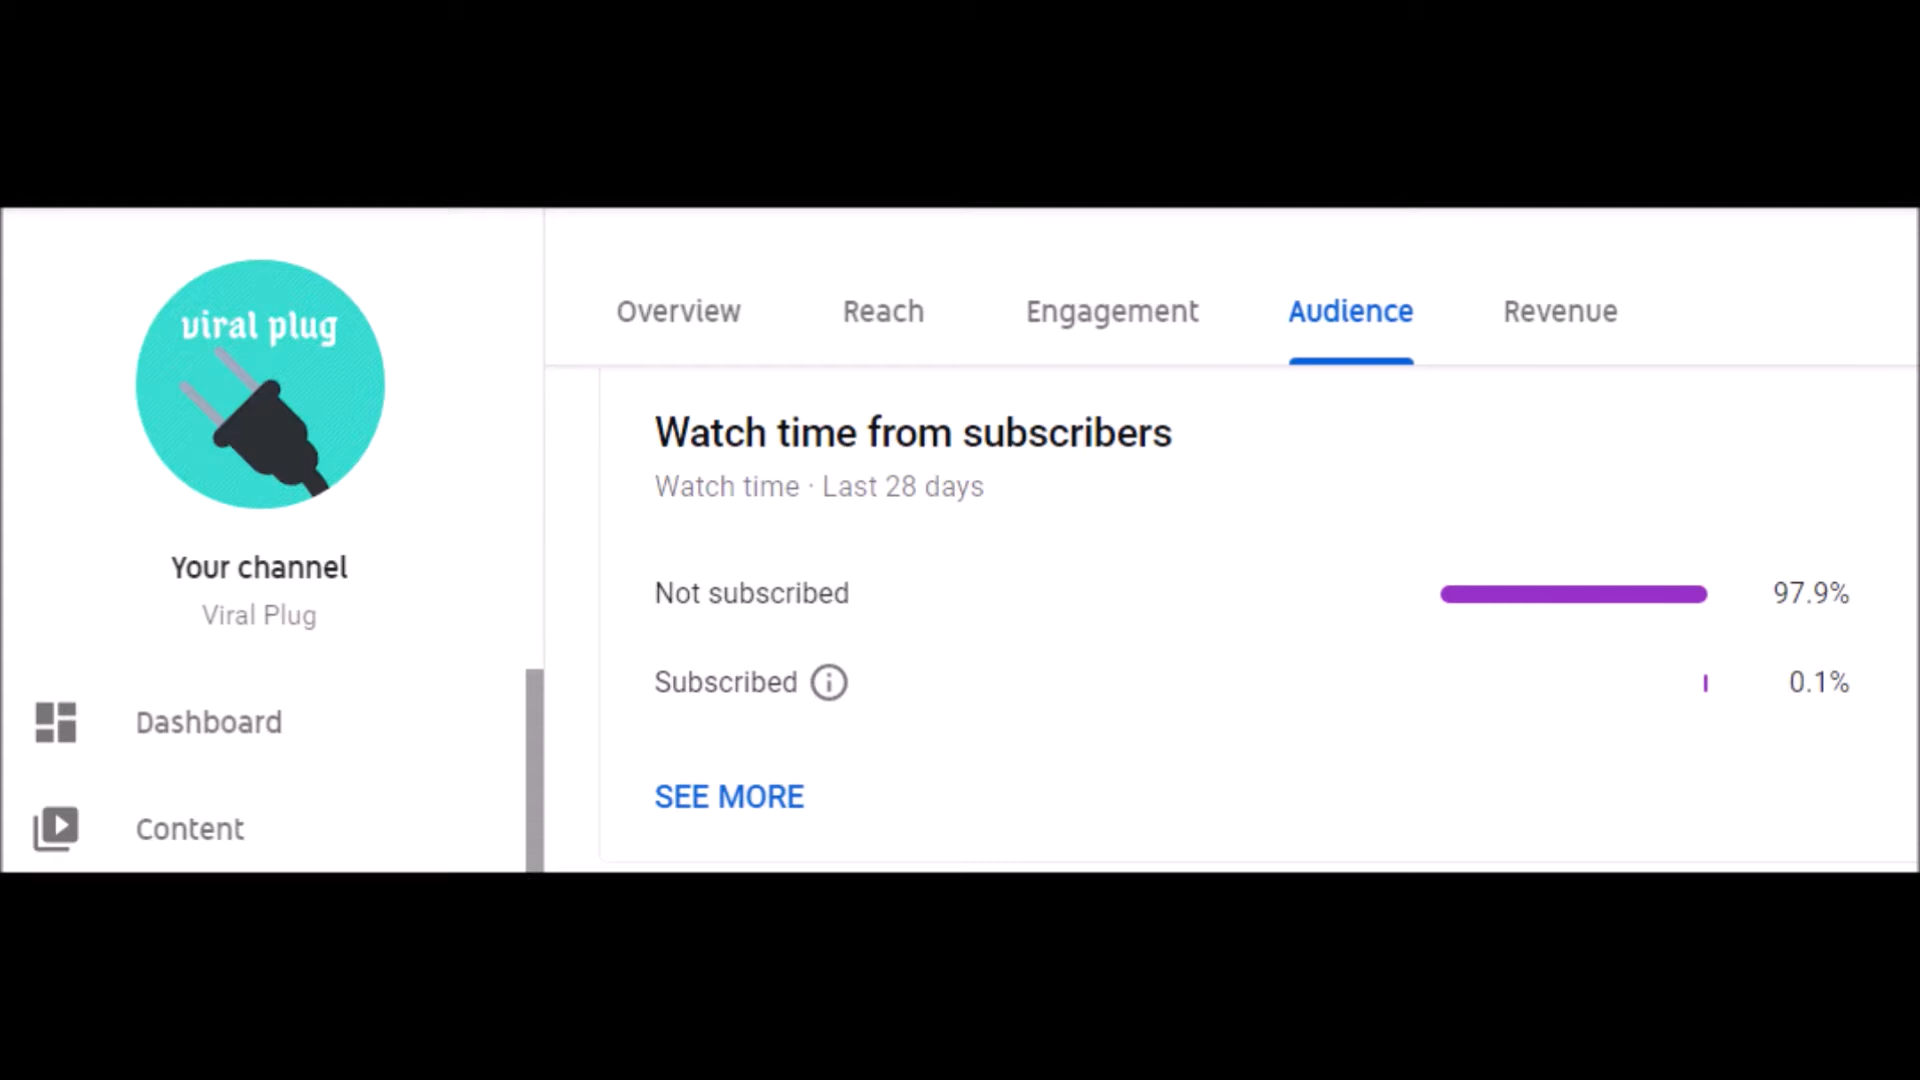 viral plug
Your channel
Viral Plug
Dashboard
Content
Overview Reach Engagement Audience Revenue
Watch time from subscribers
Watch time · Last 28 days
Not subscribed 97.9%
Subscribed 0.1%
SEE MORE